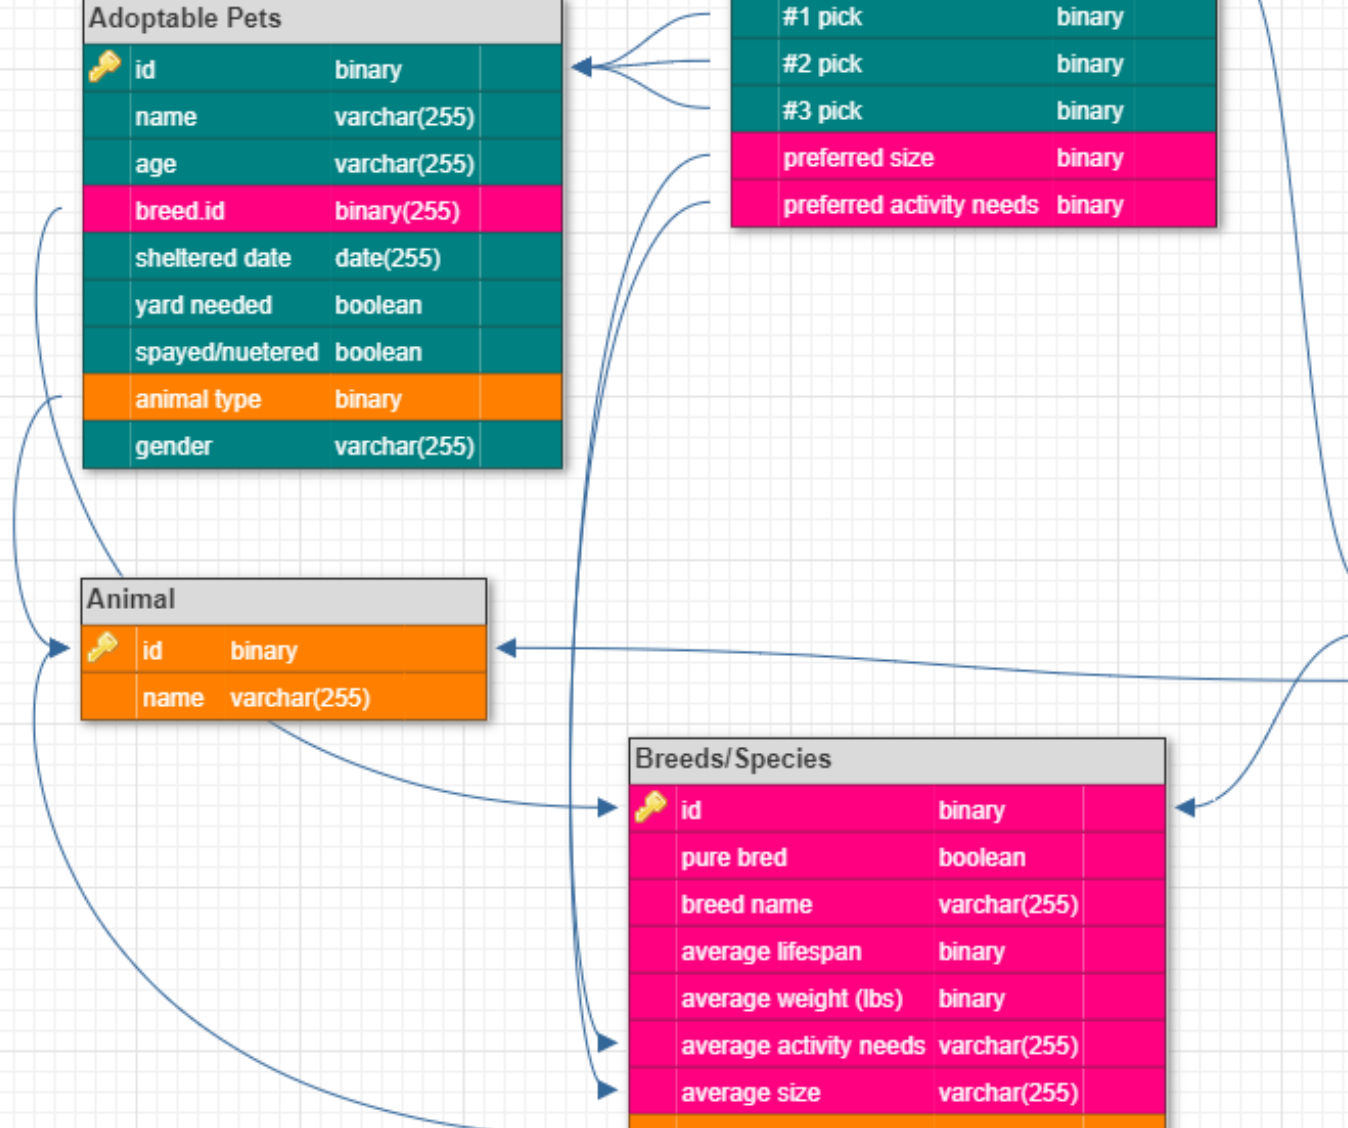 Adoptable Pets
id binary
name varchar(255)
age varchar(255)
breed.id binary(255)
sheltered date date(255)
yard needed boolean
spayed/nuetered boolean
animal type binary
gender varchar(255)
#1 pick binary
#2 pick binary
#3 pick binary
preferred size binary
preferred activity needs binary
Animal
id binary
name varchar(255)
Breeds/Species
id binary
pure bred boolean
breed name varchar(255)
average lifespan binary
average weight (lbs) binary
average activity needs varchar(255)
average size varchar(255)